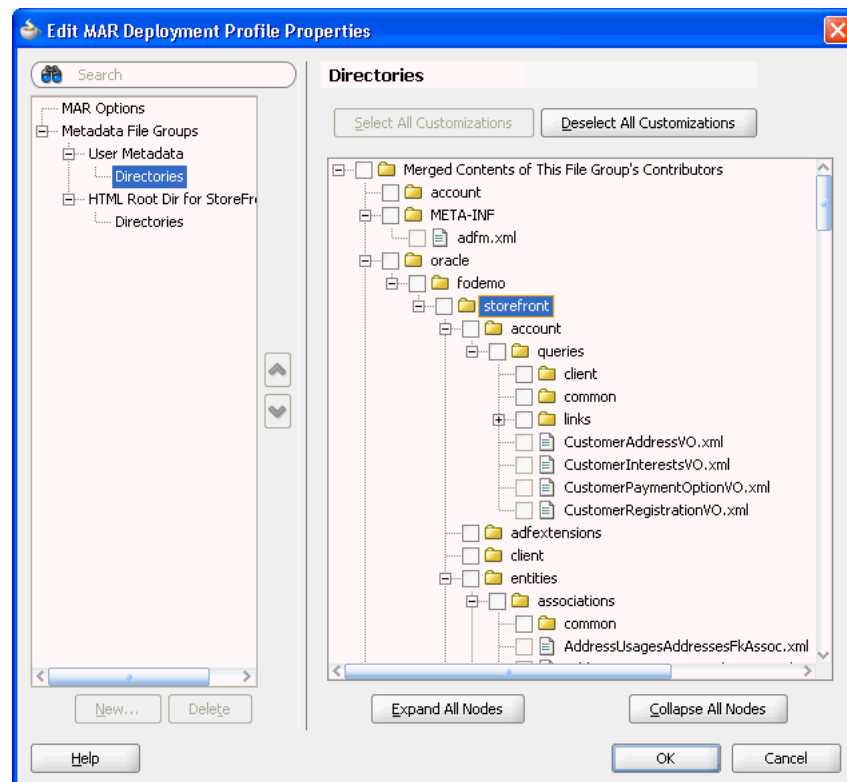 Edit MAR Deployment Profile Properties
Search
MAR Options
Metadata File Groups
User Metadata
Directories
HTML Root Dir for StoreFr
Directories
New...
Delete
Directories
Select All Customizations
Deselect All Customizations
Merged Contents of This File Group's Contributors
account
META-INF
adfm.xml
oracle
fodemo
storefront
account
queries
client
common
links
CustomerAddressVO.xml
CustomerInterestsVO.xml
CustomerPaymentOptionVO.xml
CustomerRegistrationVO.xml
adfextensions
client
entities
associations
common
AddressUsagesAddressesFkAssoc.xml
Expand All Nodes
Collapse All Nodes
Help
OK
Cancel